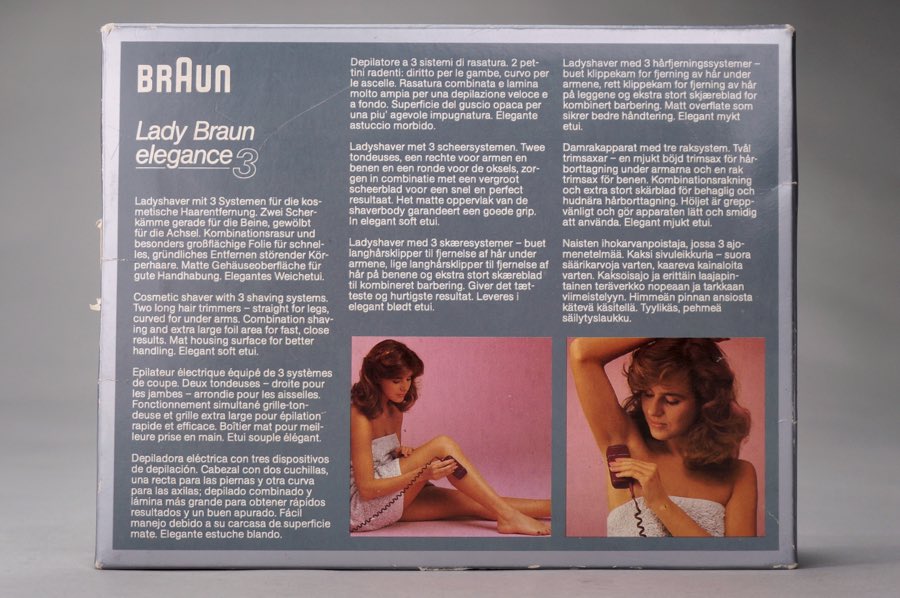 BRAUN
Lady Braun
elegance 3
Ladyshaver mit 3 Systemen für die kos-
metische Haarentfernung. Zwei Scher-
kämme gerade für die Beine, gewölbt
für die Achsel. Kombinationsrasur und
besonders großflächige Folie für schnel-
les, gründliches Entfernen störender Kör-
perhaare. Matte Gehäuseoberfläche für
gute Handhabung. Elegantes Weichetui.
Cosmetic shaver with 3 shaving systems.
Two long hair trimmers – straight for legs,
curved for under arms. Combination shav-
ing and extra large foil area for fast, close
results. Mat housing surface for better
handling. Elegant soft etui.
Epilateur électrique équipé de 3 systèmes
de coupe. Deux tondeuses – droite pour
les jambes – arrondie pour les aisselles.
Fonctionnement simultané grille-ton-
deuse et grille extra large pour épilation
rapide et efficace. Boîtier mat pour meil-
leure prise en main. Etui souple élégant.
Depiladora eléctrica con tres dispositivos
de depilación. Cabezal con dos cuchillas,
una recta para las piernas y otra curva
para las axilas; depilado combinado y
lámina más grande para obtener rápidos
resultados y un buen apurado. Fácil
manejo debido a su carcasa de superficie
mate. Elegante estuche blando.
Depilatore a 3 sistemi di rasatura. 2 pet-
tini radenti: diritto per le gambe, curvo per
le ascelle. Rasatura combinata e lamina
molto ampia per una depilazione veloce e
a fondo. Superficie del guscio opaca per
una piu' agevole impugnatura. Elegante
astuccio morbido.
Ladyshaver met 3 scheersystemen. Twee
tondeuses, een rechte voor armen en
benen en een ronde voor de oksels, zor-
gen in combinatie met een vergroot
scheerblad voor een snel en perfect
resultaat. Het matte oppervlak van de
shaverbody garandeert een goede grip.
In elegant soft etui.
Ladyshaver med 3 skæresystemer – buet
langhårsklipper til fjernelse af hår under
armene, lige langhårsklipper til fjernelse af
hår på benene og ekstra stort skæreblad
til kombineret barbering. Giver det tæt-
teste og hurtigste resultat. Leveres i
elegant blødt etui.
Ladyshaver med 3 hårfjerningssystemer –
buet klippekam for fjerning av hår under
armene, rett klippekam for fjerning av hår
på leggene og ekstra stort skjæreblad for
kombinert barbering. Matt overflate som
sikrer bedre håndtering. Elegant mykt
etui.
Damrakapparat med tre raksystem. Två
trimsaxar – en mjukt böjd trimsax för hår-
borttagning under armarna och en rak
trimsax för benen. Kombinationsrakning
och extra stort skärblad för behaglig och
hudnära hårborttagning. Höljet är grepp-
vänligt och gör apparaten lätt och smidig
att använda. Elegant mjukt etui.
Naisten ihokarvanpoistaja, jossa 3 ajo-
menetelmää. Kaksi sivuleikkuria – suora
säärikarvoja varten, kaareva kainaloita
varten. Kaksoisajo ja erittäin laajapin-
tainen teräverkko nopeaan ja tarkkaan
viimeistelyyn. Himmeän pinnan ansiosta
kätevä käsitellä. Tyylikäs, pehmeä
säilytyslaukku.